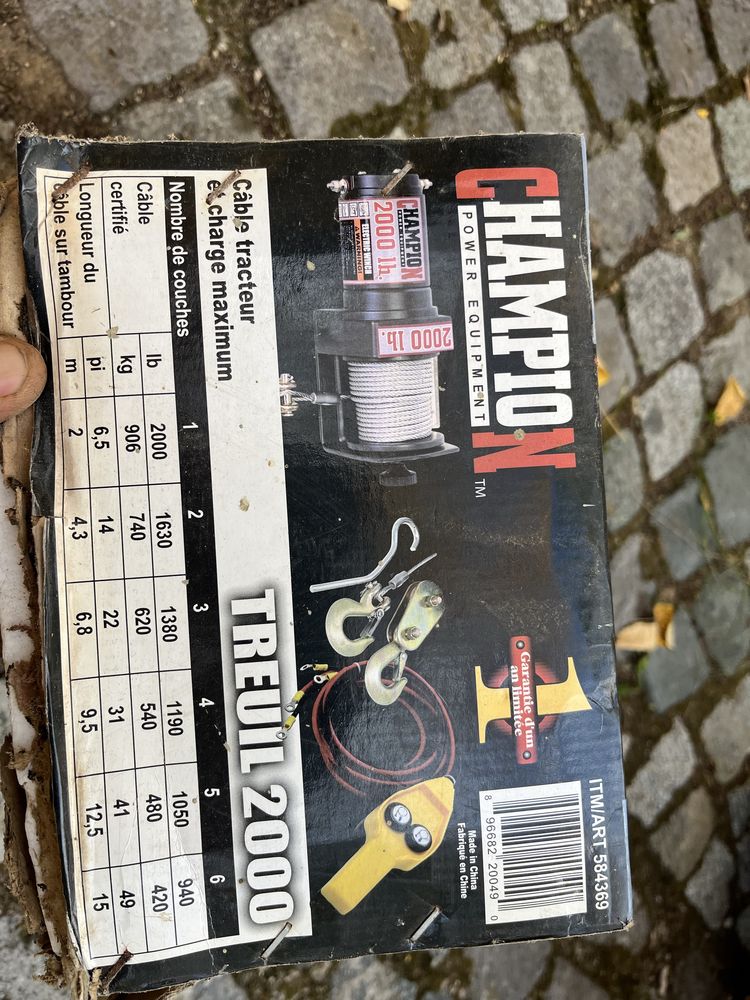 CHAMPION™
POWER EQUIPMENT
ITM/ART 584369
8 96682 20049 0
1
Garantie d'un
an limitée
Made in China
Fabriqué en Chine
CHAMPION
2000 lb.
ELECTRIC WINCH
WARNING!
2000 lb.
TREUIL 2000
Câble tracteur
et charge maximum
Nombre de couches 1 2 3 4 5 6
Câble lb 2000 1630 1380 1190 1050 940
certifié kg 906 740 620 540 480 420
Longueur du pi 6,5 14 22 31 41 49
câble sur tambour m 2 4,3 6,8 9,5 12,5 15